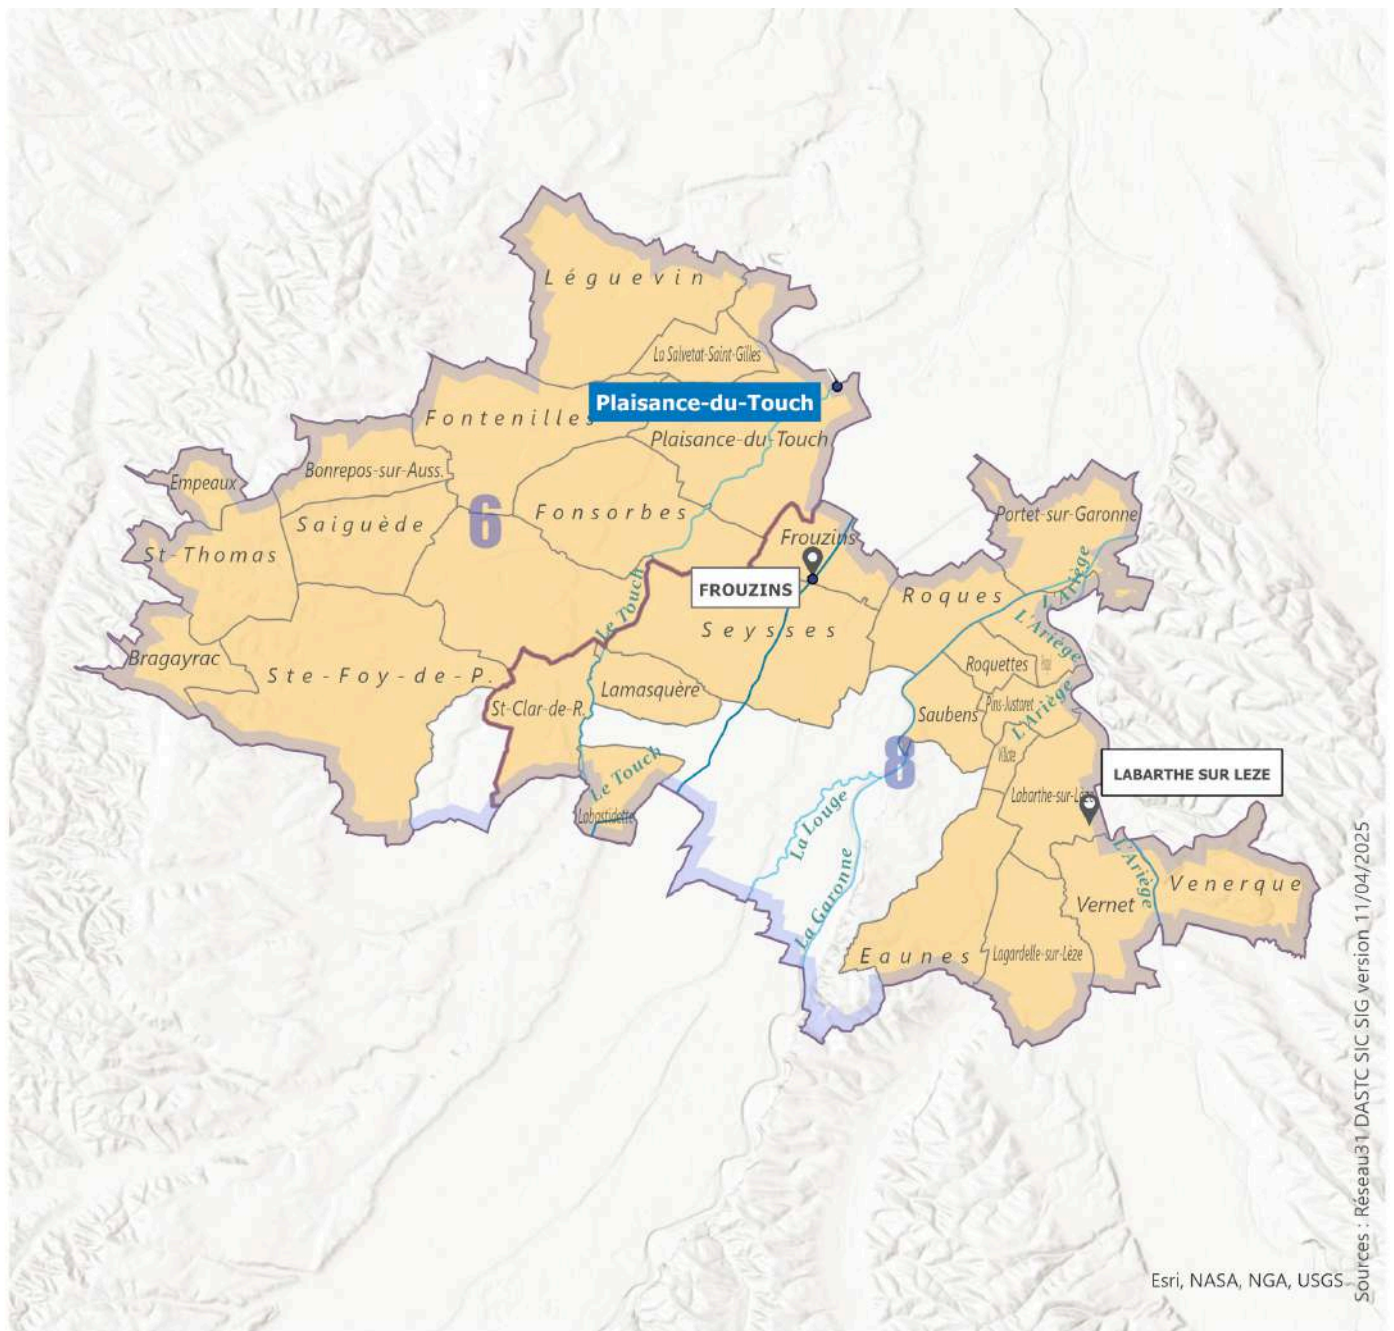 Léguevin
La Salvetat-Saint-Gilles
Plaisance-du-Touch
Fontenilles
Plaisance-du-Touch
Bonrepos-sur-Auss.
Empeaux
6
Fonsorbes
Saiguède
Portet-sur-Garonne
St-Thomas
Frouzins
L'Ariège
FROUZINS
Le Touch
Roques
L'Ariège
Seysses
Bragayrac
Roquettes
Ste-Foy-de-P.
Lamasquère
L'Ariège
St-Clar-de-R.
Pins-Justaret
Saubens
8
Villate
Le Touch
LABARTHE SUR LEZE
Labarthe-sur-Lèze
La Louge
Labastidette
L'Ariège
Venerque
La Garonne
Vernet
Eaunes
Lagardelle-sur-Lèze
Sources : Réseau31 DASTC SIC SIG version 11/04/2025
Esri, NASA, NGA, USGS